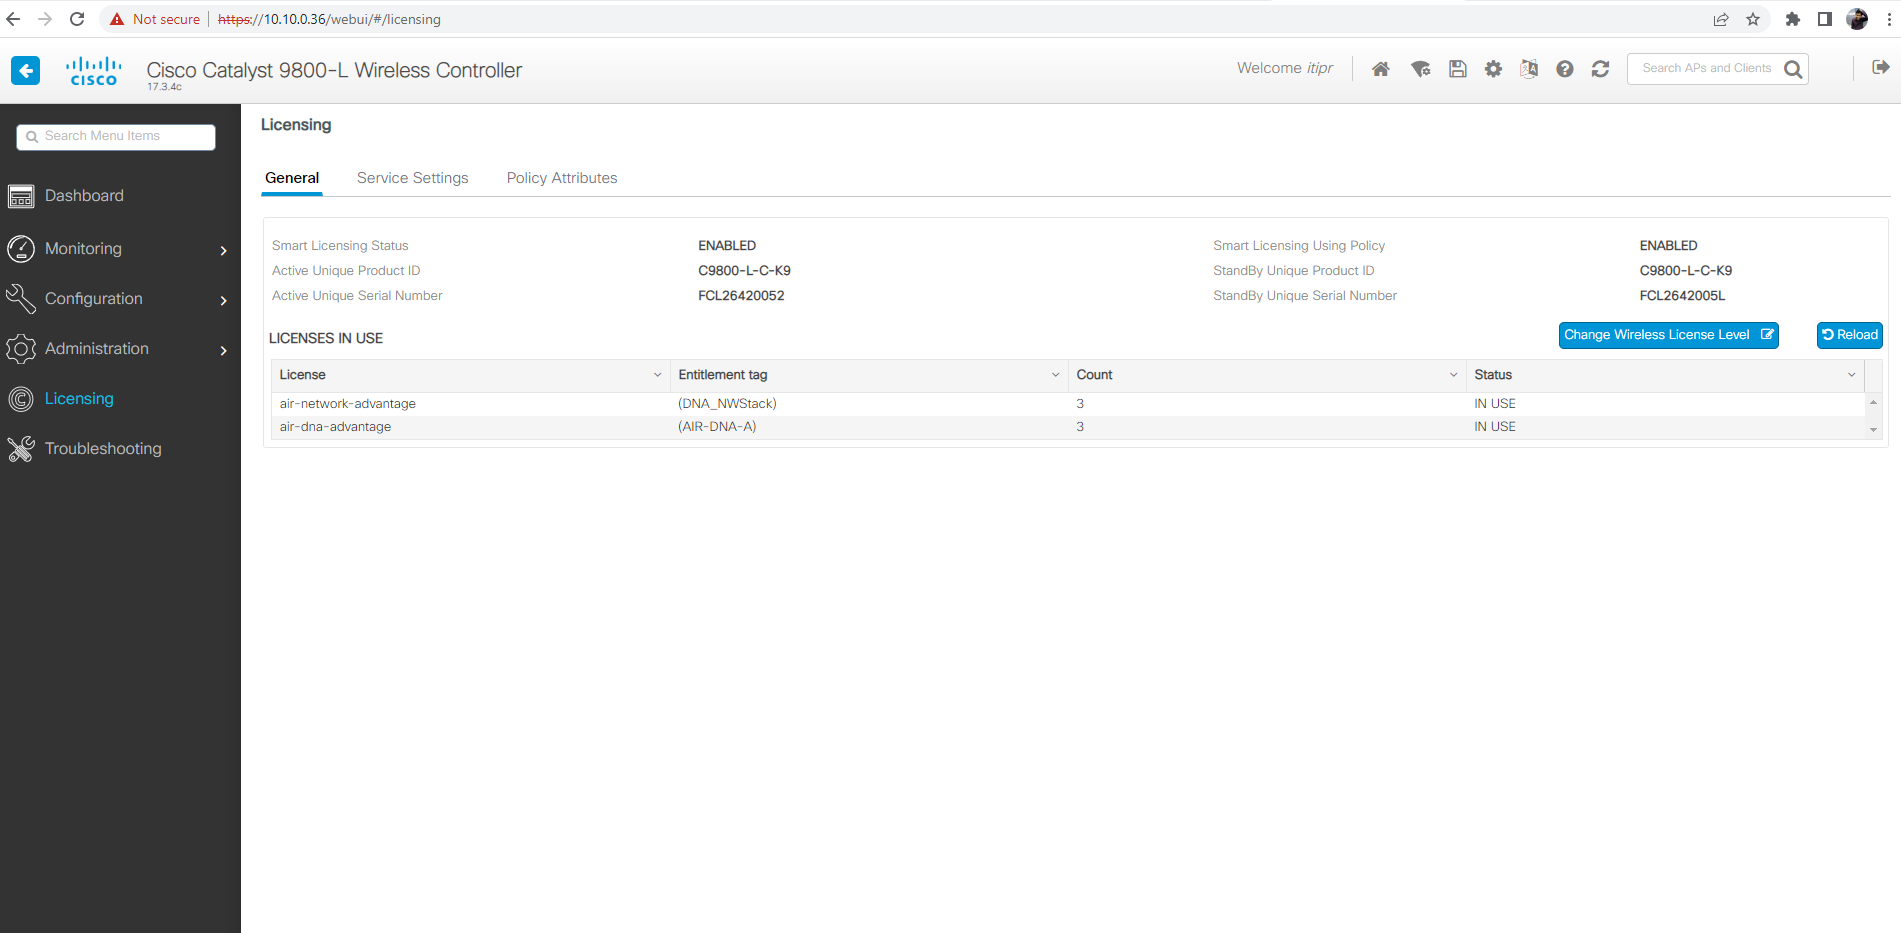 Not secure | https://10.10.0.36/webui/#/licensing
cisco
Cisco Catalyst 9800-L Wireless Controller
17.3.4c
Welcome itipr
Search APs and Clients
Search Menu Items
Dashboard
Monitoring
Configuration
Administration
Licensing
Troubleshooting
Licensing
General Service Settings Policy Attributes
Smart Licensing Status ENABLED Smart Licensing Using Policy ENABLED
Active Unique Product ID C9800-L-C-K9 StandBy Unique Product ID C9800-L-C-K9
Active Unique Serial Number FCL26420052 StandBy Unique Serial Number FCL2642005L
LICENSES IN USE Change Wireless License Level Reload
License Entitlement tag Count Status
air-network-advantage (DNA_NWStack) 3 IN USE
air-dna-advantage (AIR-DNA-A) 3 IN USE